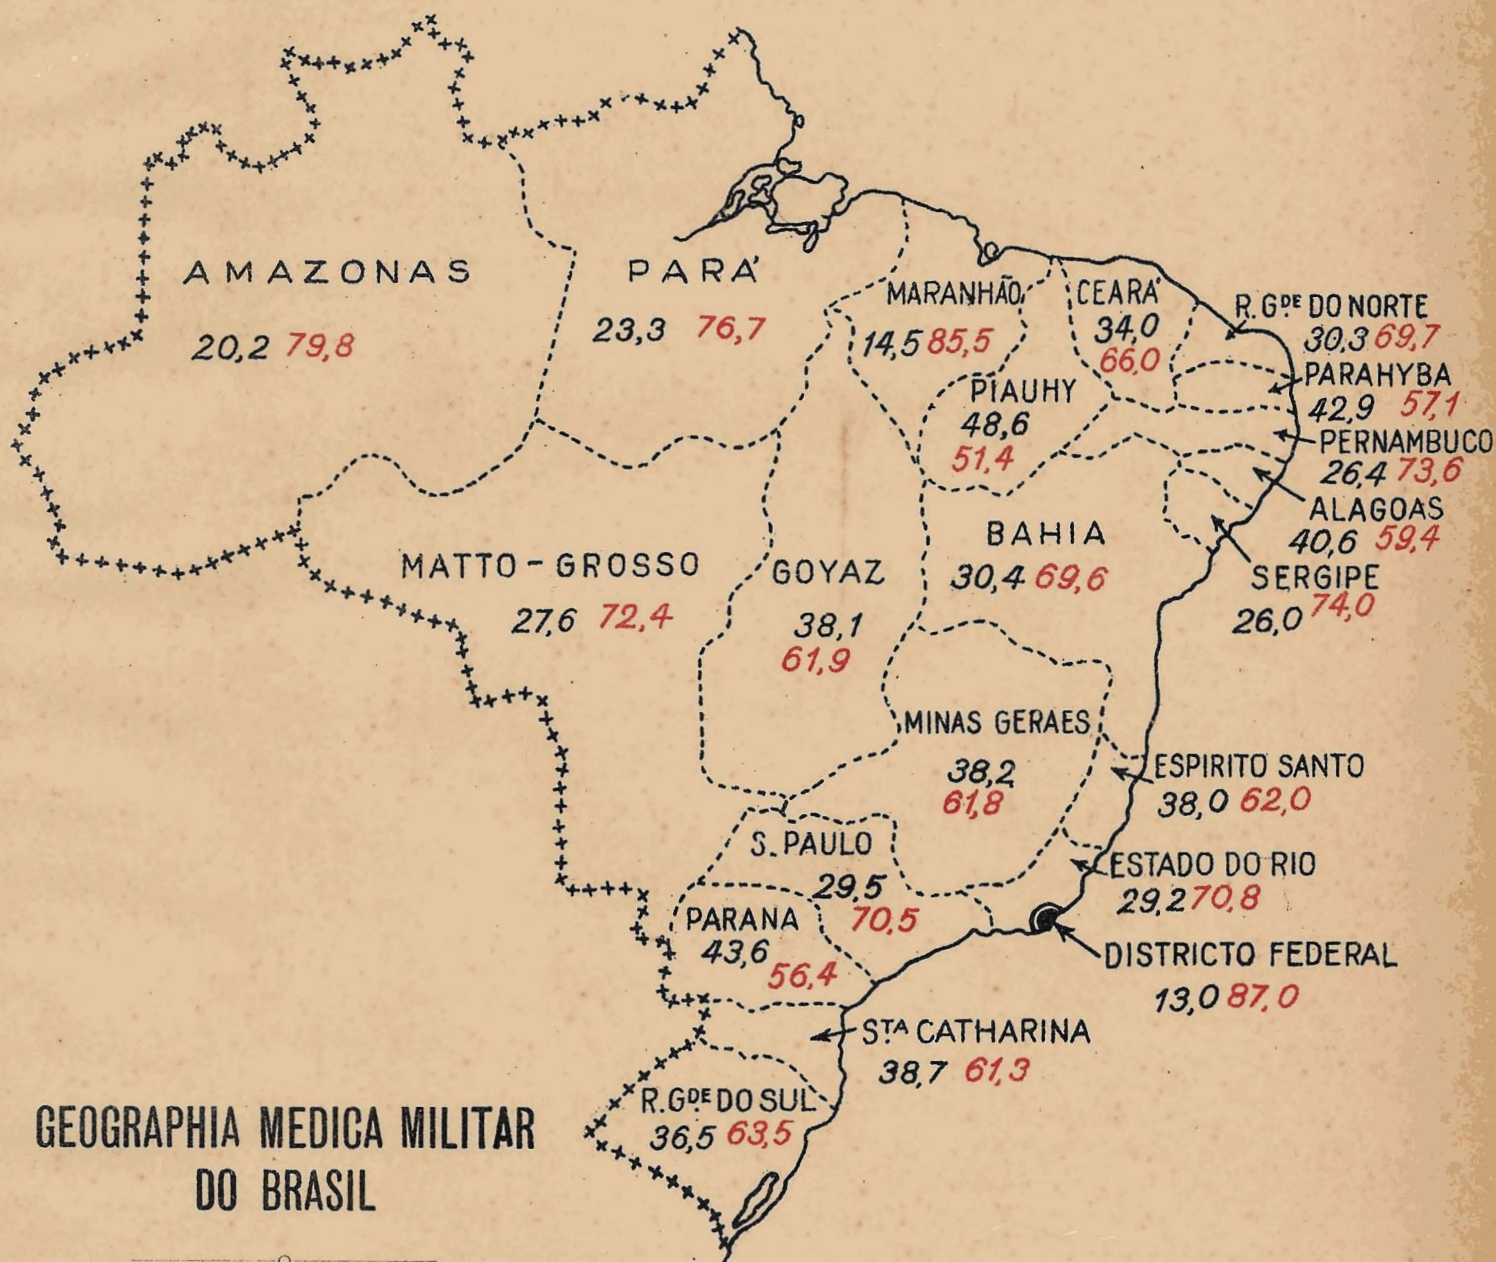 AMAZONAS
20,2 79,8
PARÁ
23,3 76,7
MARANHÃO
14,5 85,5
CEARÁ
34,0
66,0
R. Gᴰᴱ DO NORTE
30,3 69,7
PARAHYBA
42,9 57,1
PIAUHY
48,6
51,4
PERNAMBUCO
26,4 73,6
ALAGOAS
40,6 59,4
SERGIPE
26,0 74,0
BAHIA
30,4 69,6
MATTO-GROSSO
27,6 72,4
GOYAZ
38,1
61,9
MINAS GERAES
38,2
61,8
ESPIRITO SANTO
38,0 62,0
S. PAULO
29,5
70,5
ESTADO DO RIO
29,2 70,8
PARANA
43,6
56,4
DISTRICTO FEDERAL
13,0 87,0
Sᵀᴬ CATHARINA
38,7 61,3
R. Gᴰᴱ DO SUL
36,5 63,5
GEOGRAPHIA MEDICA MILITAR
DO BRASIL